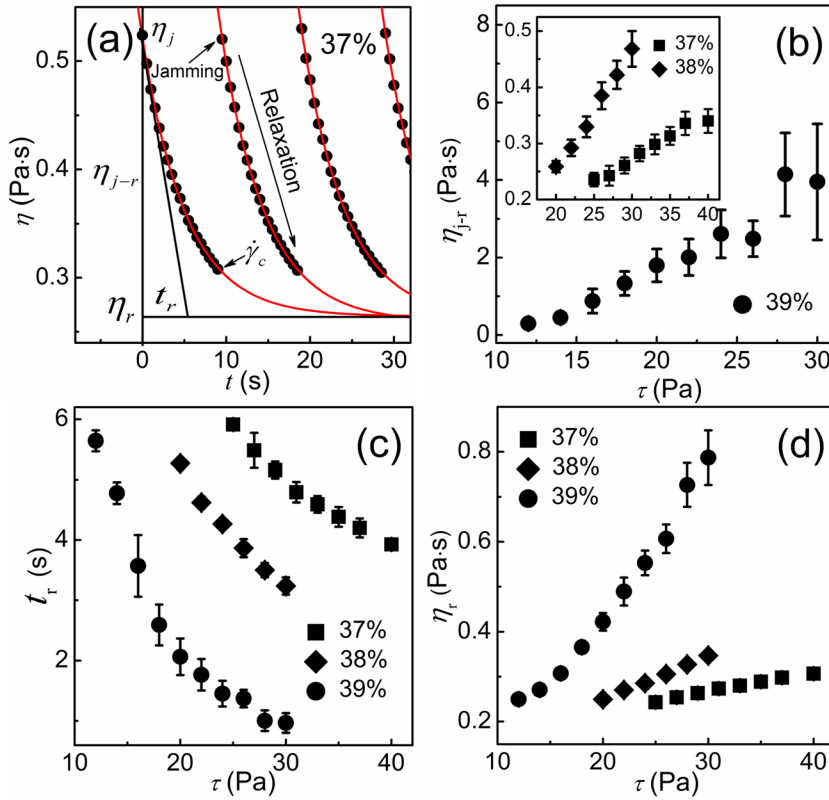 (a)
37%
η_j
Jamming
Relaxation
η_{j−r}
γ̇_c
η_r
t_r
η (Pa·s)
0.5
0.4
0.3
0
10
20
30
t (s)
(b)
37%
38%
0.5
0.4
0.3
0.2
20
25
30
35
40
39%
η_{j-r} (Pa·s)
8
6
4
2
0
10
15
20
25
30
τ (Pa)
(c)
37%
38%
39%
t_r (s)
6
4
2
10
20
30
40
τ (Pa)
(d)
37%
38%
39%
η_r (Pa·s)
0.8
0.6
0.4
0.2
10
20
30
40
τ (Pa)